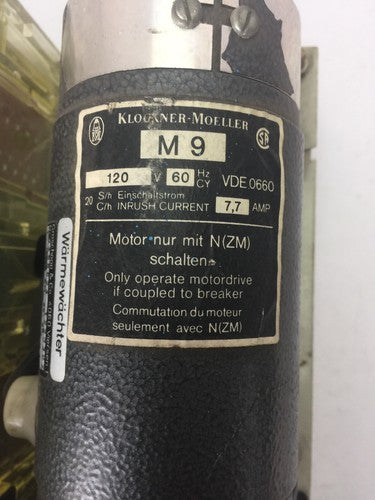 KLÖCKNER-MOELLER
M 9
120 V 60 Hz CY VDE 0660
20 S/h Einschaltstrom C/h INRUSH CURRENT 7,7 AMP
Motor nur mit N(ZM)
schalten
Only operate motordrive
if coupled to breaker
Commutation du moteur
seulement avec N(ZM)
Wärmewächter